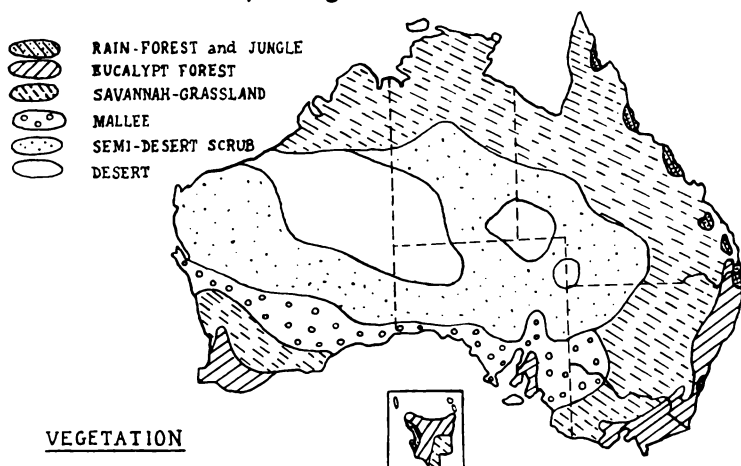 RAIN-FOREST and JUNGLE
EUCALYPT FOREST
SAVANNAH-GRASSLAND
MALLEE
SEMI-DESERT SCRUB
DESERT
VEGETATION